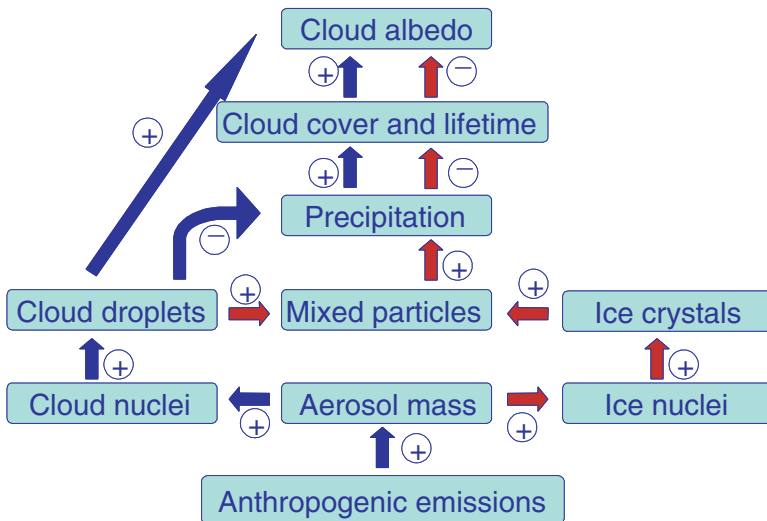 Cloud albedo
+
−
+
Cloud cover and lifetime
+
−
Precipitation
−
+
+
+
Cloud droplets
Mixed particles
Ice crystals
+
+
Cloud nuclei
Aerosol mass
Ice nuclei
+
+
+
Anthropogenic emissions